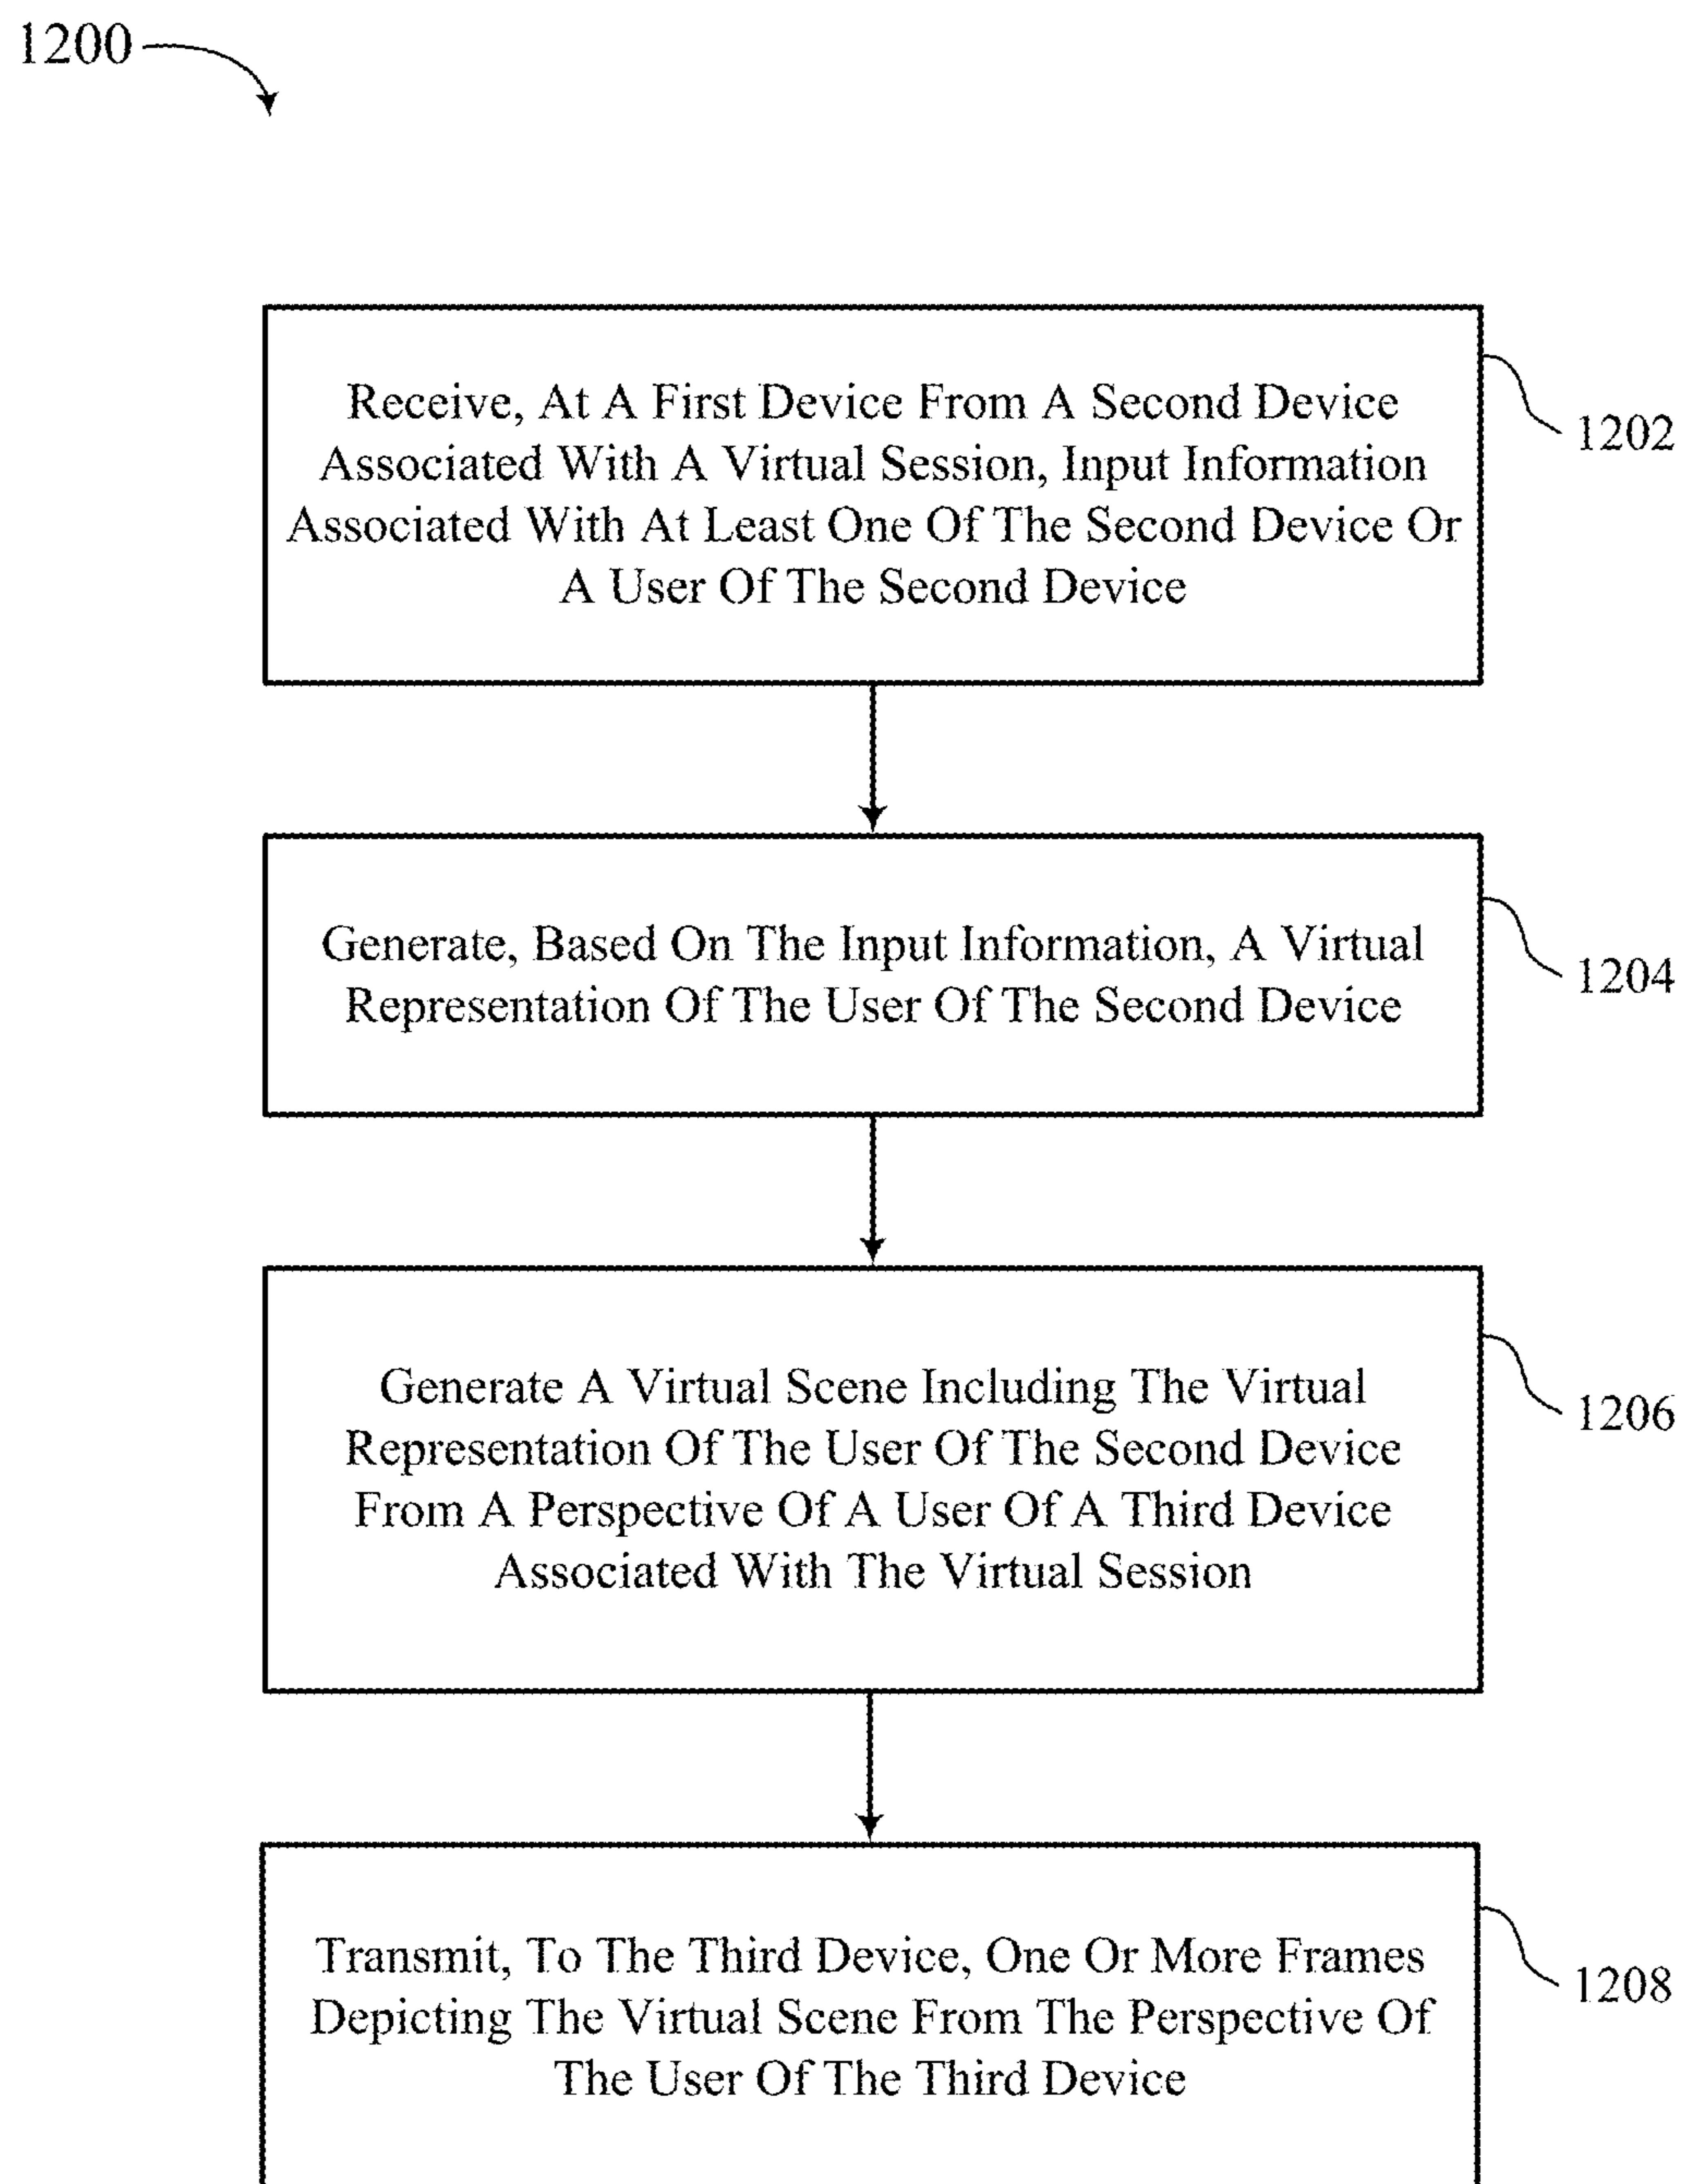 1200
Receive, At A First Device From A Second Device
Associated With A Virtual Session, Input Information
Associated With At Least One Of The Second Device Or
A User Of The Second Device
1202
Generate, Based On The Input Information, A Virtual
Representation Of The User Of The Second Device
1204
Generate A Virtual Scene Including The Virtual
Representation Of The User Of The Second Device
From A Perspective Of A User Of A Third Device
Associated With The Virtual Session
1206
Transmit, To The Third Device, One Or More Frames
Depicting The Virtual Scene From The Perspective Of
The User Of The Third Device
1208